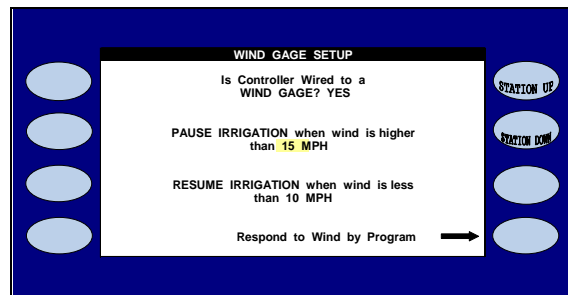 WIND GAGE SETUP
Is Controller Wired to a
WIND GAGE? YES
STATION UP
PAUSE IRRIGATION when wind is higher
than 15 MPH
STATION DOWN
RESUME IRRIGATION when wind is less
than 10 MPH
Respond to Wind by Program